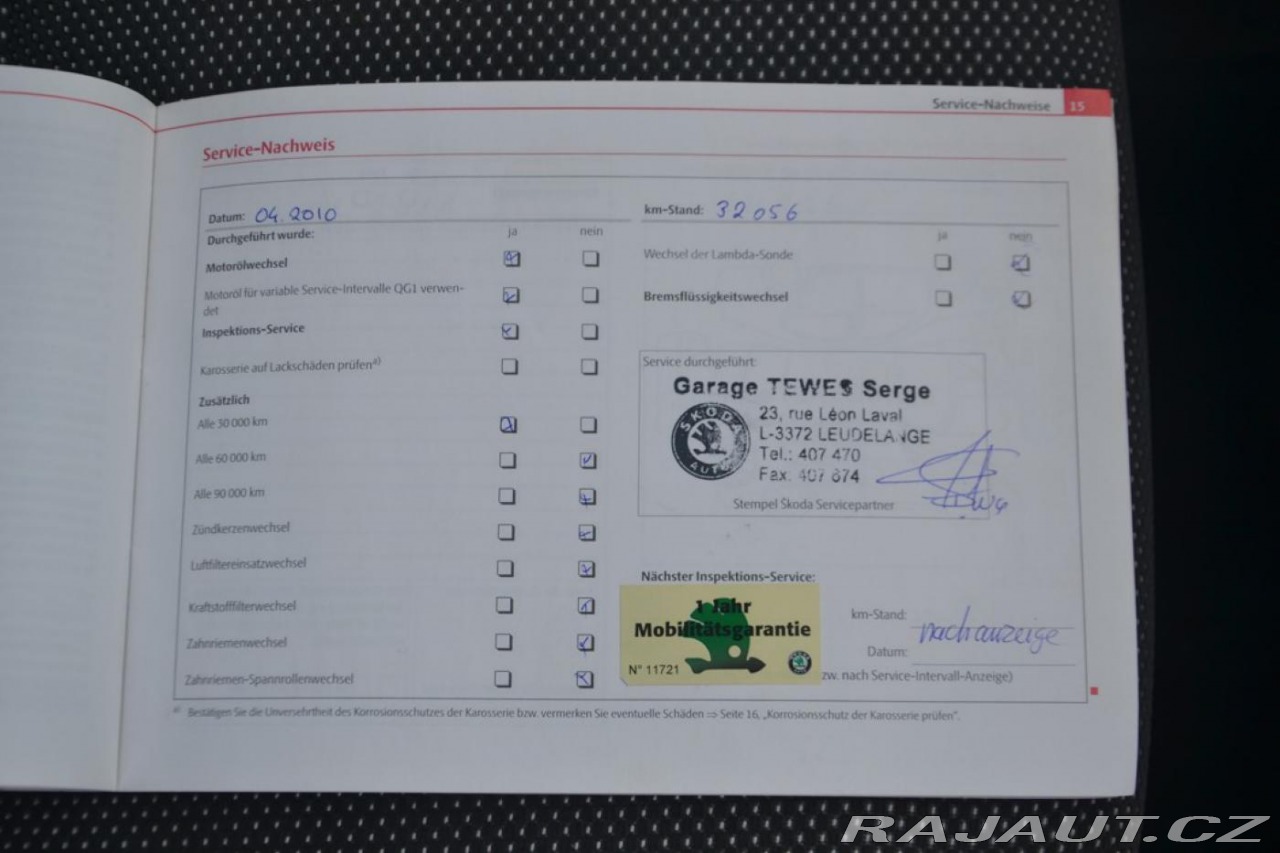 Service-Nachweise 15
Service-Nachweis
Datum: 04.2010
km-Stand: 32 056
Durchgeführt wurde: ja nein
ja nein
Motorölwechsel
Wechsel der Lambda-Sonde
Motoröl für variable Service-Intervalle QG1 verwen-
det
Bremsflüssigkeitswechsel
Inspektions-Service
Karosserie auf Lackschäden prüfen a)
Zusätzlich
Alle 30 000 km
Alle 60 000 km
Alle 90 000 km
Zündkerzenwechsel
Luftfiltereinsatzwechsel
Kraftstofffilterwechsel
Zahnriemenwechsel
Zahnriemen-Spannrollenwechsel
Service durchgeführt:
Garage TEWES Serge
SKODA
AUTO
23, rue Léon Laval
L-3372 LEUDELANGE
Tel.: 407 470
Fax: 407 674
Stempel Škoda Servicepartner
Nächster Inspektions-Service:
1 Jahr
Mobilitätsgarantie
N° 11721
km-Stand:
nach anzeige
Datum:
zw. nach Service-Intervall-Anzeige)
a) Bestätigen Sie die Unversehrtheit des Korrosionsschutzes der Karosserie bzw. vermerken Sie eventuelle Schäden ⇒ Seite 16, „Korrosionsschutz der Karosserie prüfen“.
RAJAUT.CZ